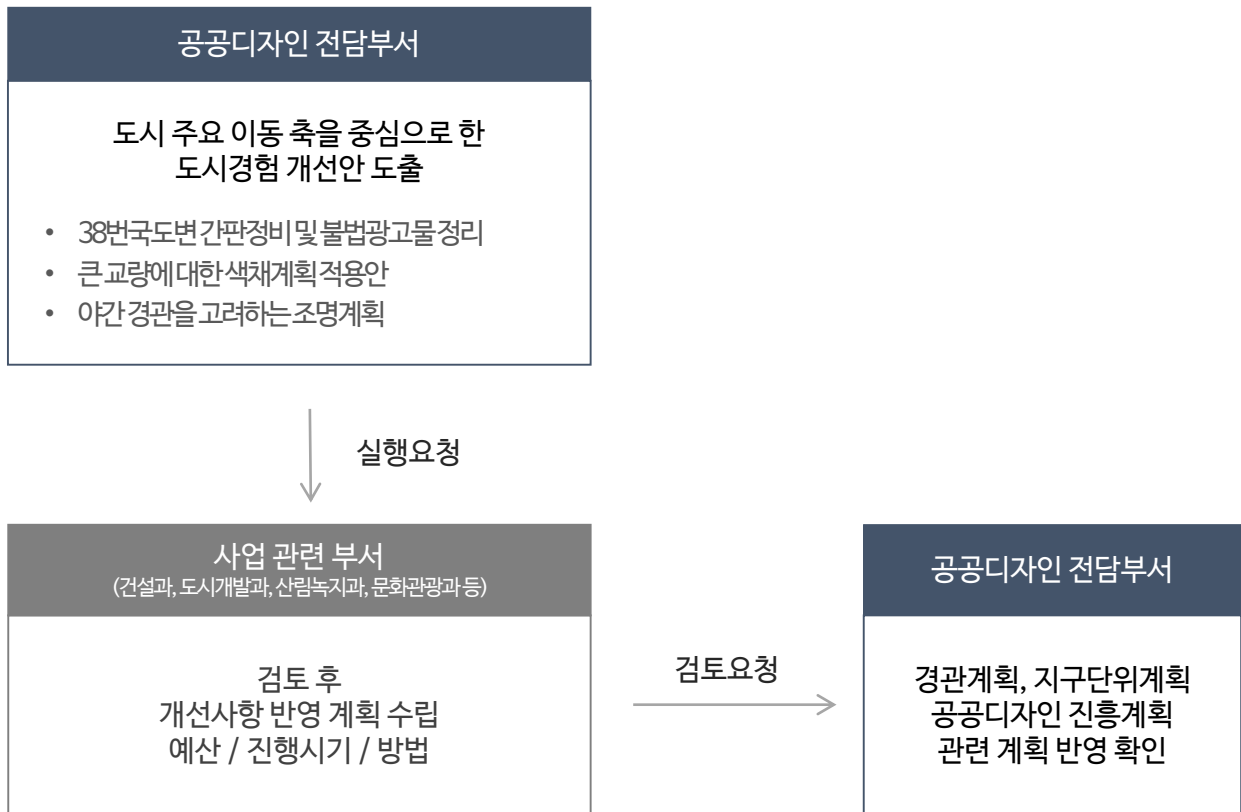 공공디자인 전담부서
도시 주요 이동 축을 중심으로 한
도시경험 개선안 도출
• 38번국도변 간판정비 및 불법광고물 정리
• 큰 교량에 대한 색채계획 적용안
• 야간 경관을 고려하는 조명계획
실행요청
사업 관련 부서
(건설과, 도시개발과, 산림녹지과, 문화관광과 등)
검토 후
개선사항 반영 계획 수립
예산 / 진행시기 / 방법
검토요청
공공디자인 전담부서
경관계획, 지구단위계획
공공디자인 진흥계획
관련 계획 반영 확인